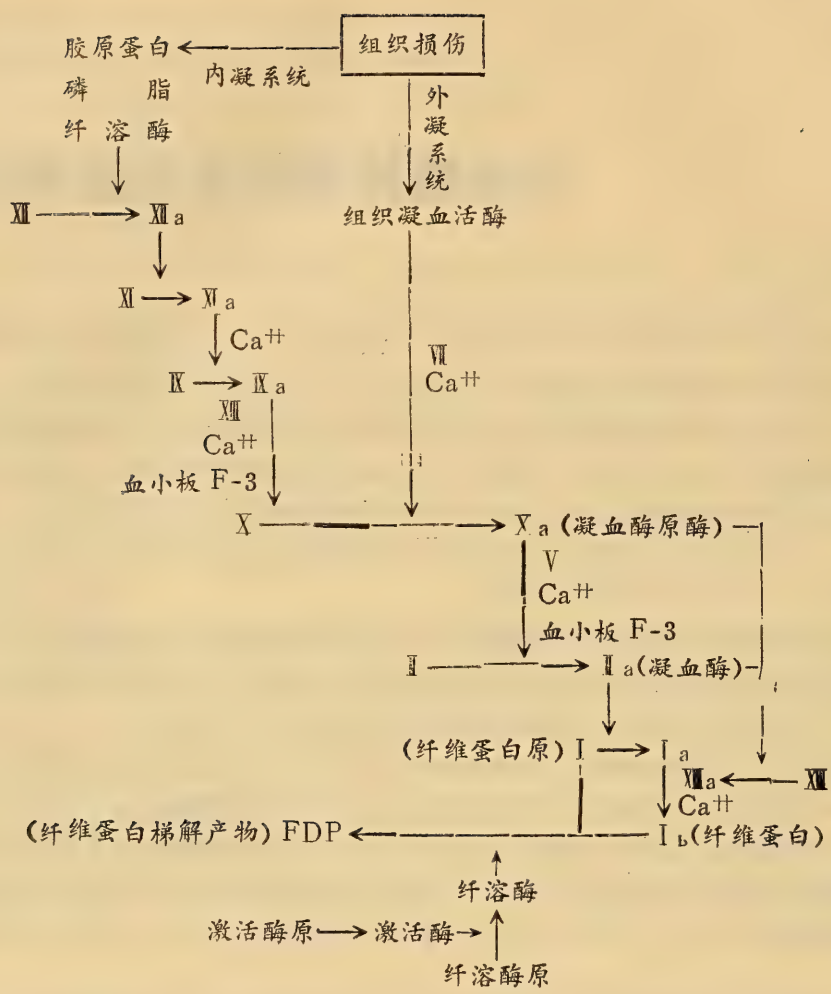 组织损伤
胶原蛋白
内凝系统
磷 脂
纤 溶 酶
外凝系统
Ⅻ Ⅻa
组织凝血活酶
Ⅺ Ⅺa
Ca++
Ⅶ
Ca++
Ⅸ Ⅸa
Ca++
血小板 F-3
Ⅹ Ⅹa (凝血酶原酶)
Ⅴ
Ca++
血小板 F-3
Ⅱ Ⅱa(凝血酶)
(纤维蛋白原) Ⅰ Ⅰa
Ca++
(纤维蛋白梯解产物) FDP Ⅰb(纤维蛋白)
纤溶酶
激活酶原 激活酶
纤溶酶原